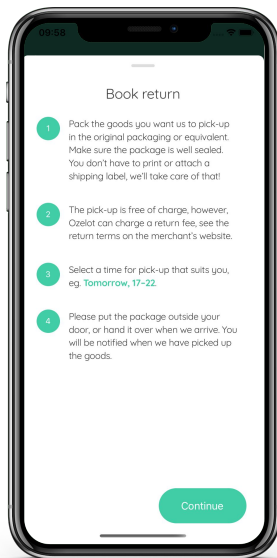 09:58
Book return
1
Pack the goods you want us to pick-up
in the original packaging or equivalent.
Make sure the package is well sealed.
You don't have to print or attach a
shipping label, we'll take care of that!
2
The pick-up is free of charge, however,
Ozelot can charge a return fee, see the
return terms on the merchant's website.
3
Select a time for pick-up that suits you,
eg. Tomorrow, 17-22.
4
Please put the package outside your
door, or hand it over when we arrive. You
will be notified when we have picked up
the goods.
Continue